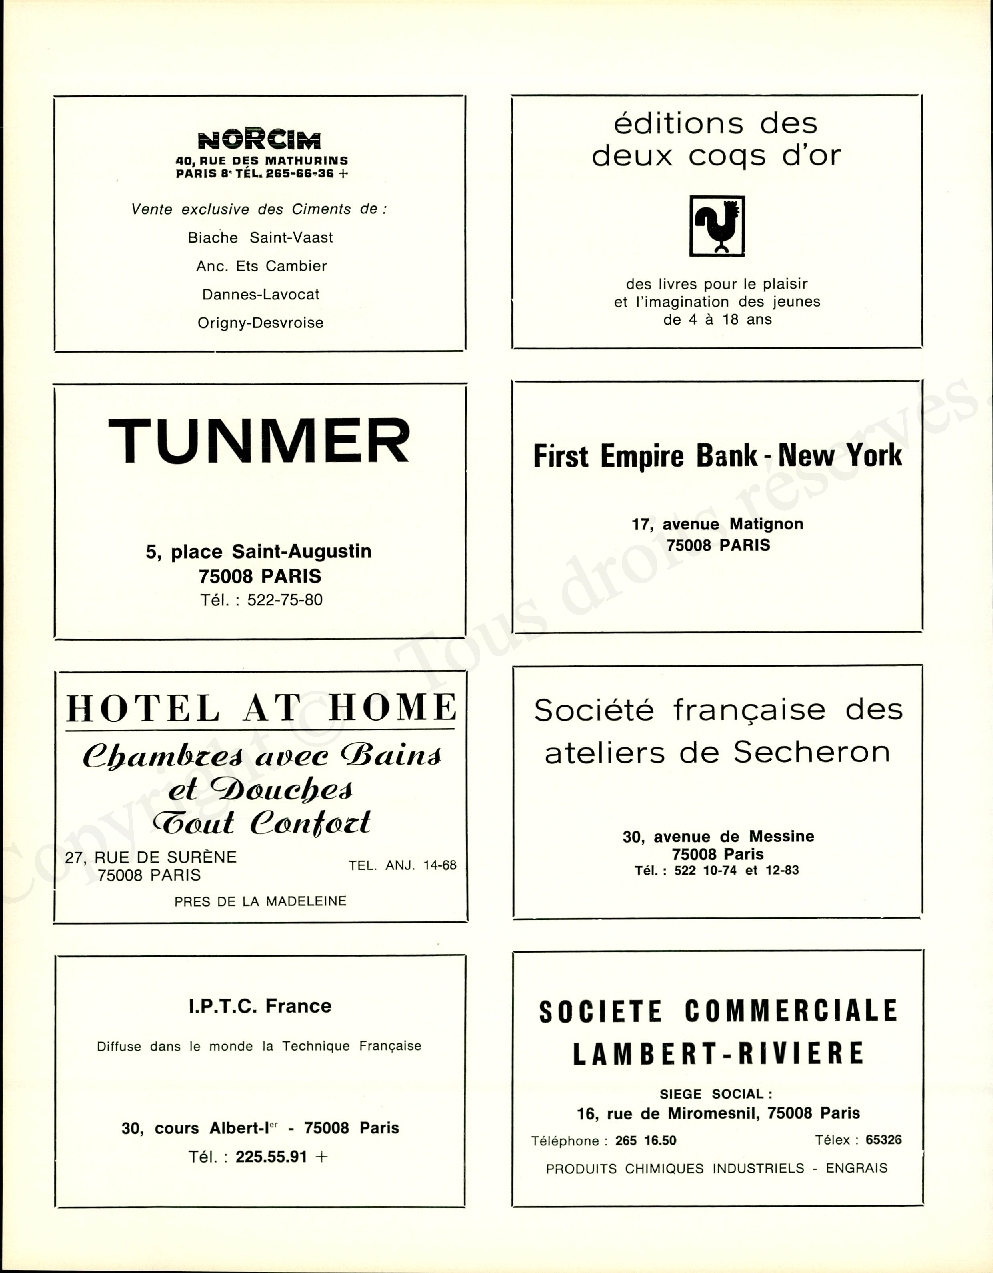 NORCIM
40, RUE DES MATHURINS
PARIS 8e TÉL. 265-66-36 +
Vente exclusive des Ciments de :
Biache Saint-Vaast
Anc. Ets Cambier
Dannes-Lavocat
Origny-Desvroise
éditions des
deux coqs d'or
des livres pour le plaisir
et l'imagination des jeunes
de 4 à 18 ans
TUNMER
5, place Saint-Augustin
75008 PARIS
Tél. : 522-75-80
First Empire Bank - New York
17, avenue Matignon
75008 PARIS
HOTEL AT HOME
Chambres avec Bains
et Douches
Tout Confort
27, RUE DE SURÈNE
75008 PARIS
TEL. ANJ. 14-68
PRES DE LA MADELEINE
Société française des
ateliers de Secheron
30, avenue de Messine
75008 Paris
Tél. : 522 10-74 et 12-83
I.P.T.C. France
Diffuse dans le monde la Technique Française
30, cours Albert-Ier - 75008 Paris
Tél. : 225.55.91 +
SOCIETE COMMERCIALE
LAMBERT-RIVIERE
SIEGE SOCIAL :
16, rue de Miromesnil, 75008 Paris
Téléphone : 265 16.50
Télex : 65326
PRODUITS CHIMIQUES INDUSTRIELS - ENGRAIS
Copyright © - Tous droits réservés.